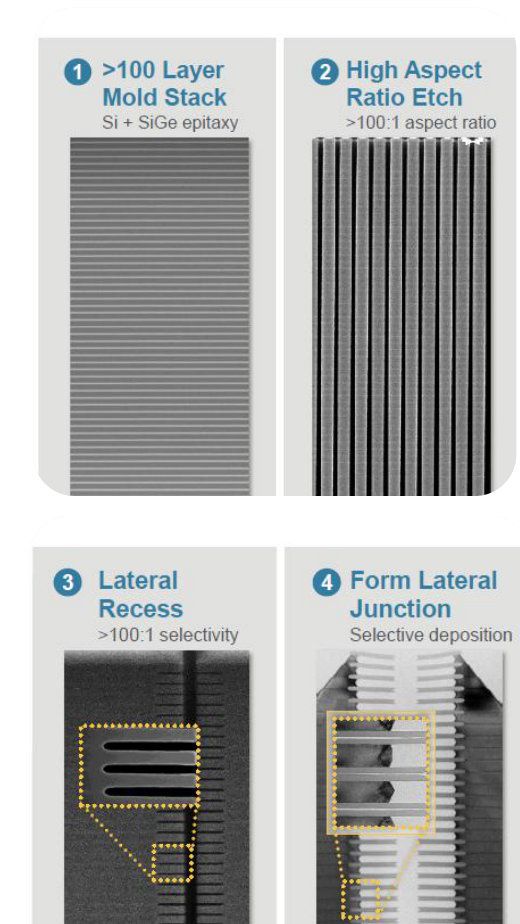 1 >100 Layer
Mold Stack
Si + SiGe epitaxy
2 High Aspect
Ratio Etch
>100:1 aspect ratio
3 Lateral
Recess
>100:1 selectivity
4 Form Lateral
Junction
Selective deposition